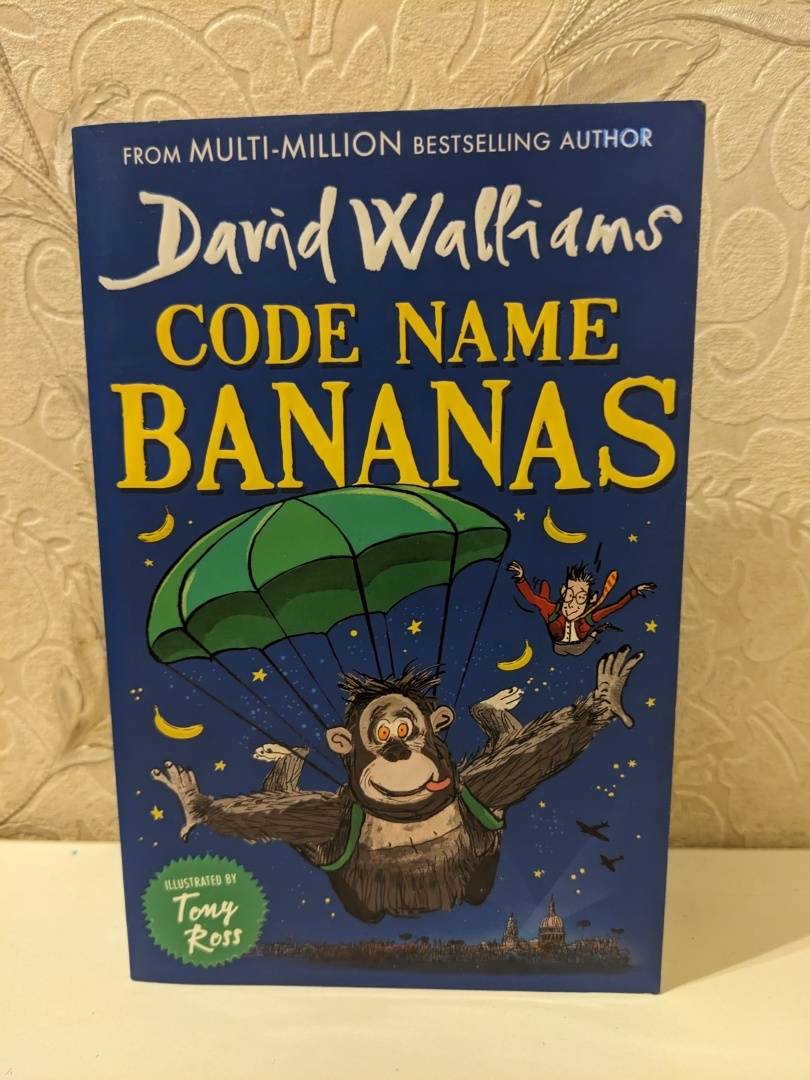 FROM MULTI-MILLION BESTSELLING AUTHOR
David Walliams
CODE NAME
BANANAS
ILLUSTRATED BY
Tony
Ross